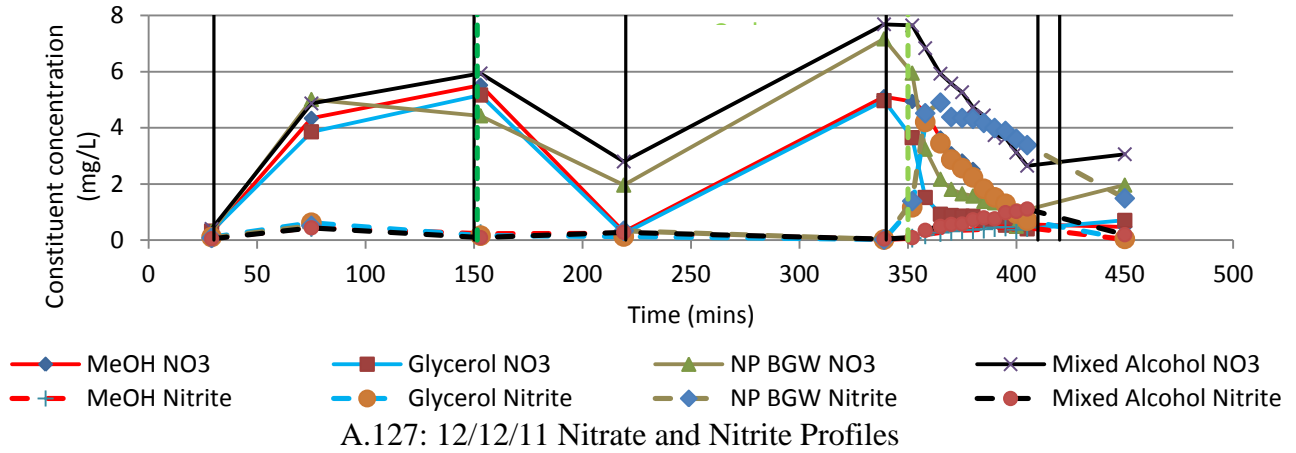 8
6
4
2
0
Constituent concentration
(mg/L)
0 50 100 150 200 250 300 350 400 450 500
Time (mins)
MeOH NO3 Glycerol NO3 NP BGW NO3 Mixed Alcohol NO3
MeOH Nitrite Glycerol Nitrite NP BGW Nitrite Mixed Alcohol Nitrite
A.127: 12/12/11 Nitrate and Nitrite Profiles